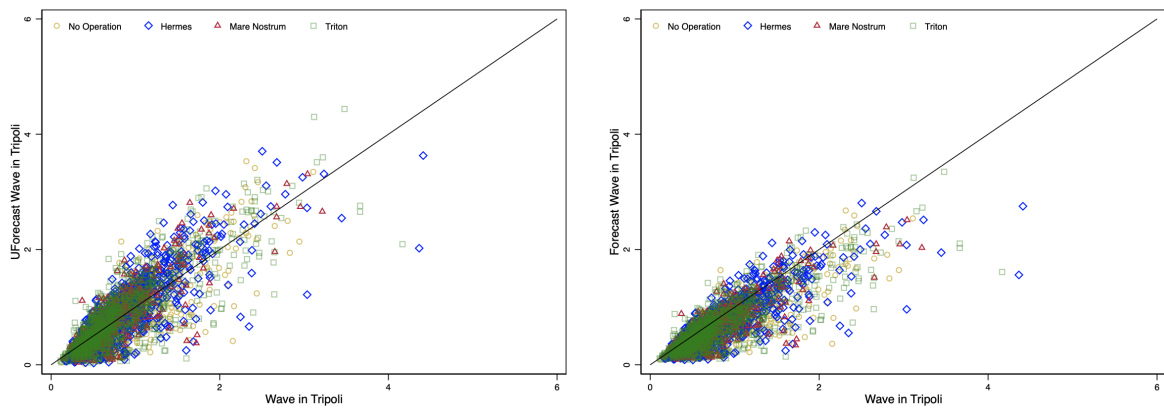 No Operation Hermes Mare Nostrum Triton
6
4
2
0
UForecast Wave in Tripoli
0 2 4 6
Wave in Tripoli
No Operation Hermes Mare Nostrum Triton
6
4
2
0
Forecast Wave in Tripoli
0 2 4 6
Wave in Tripoli